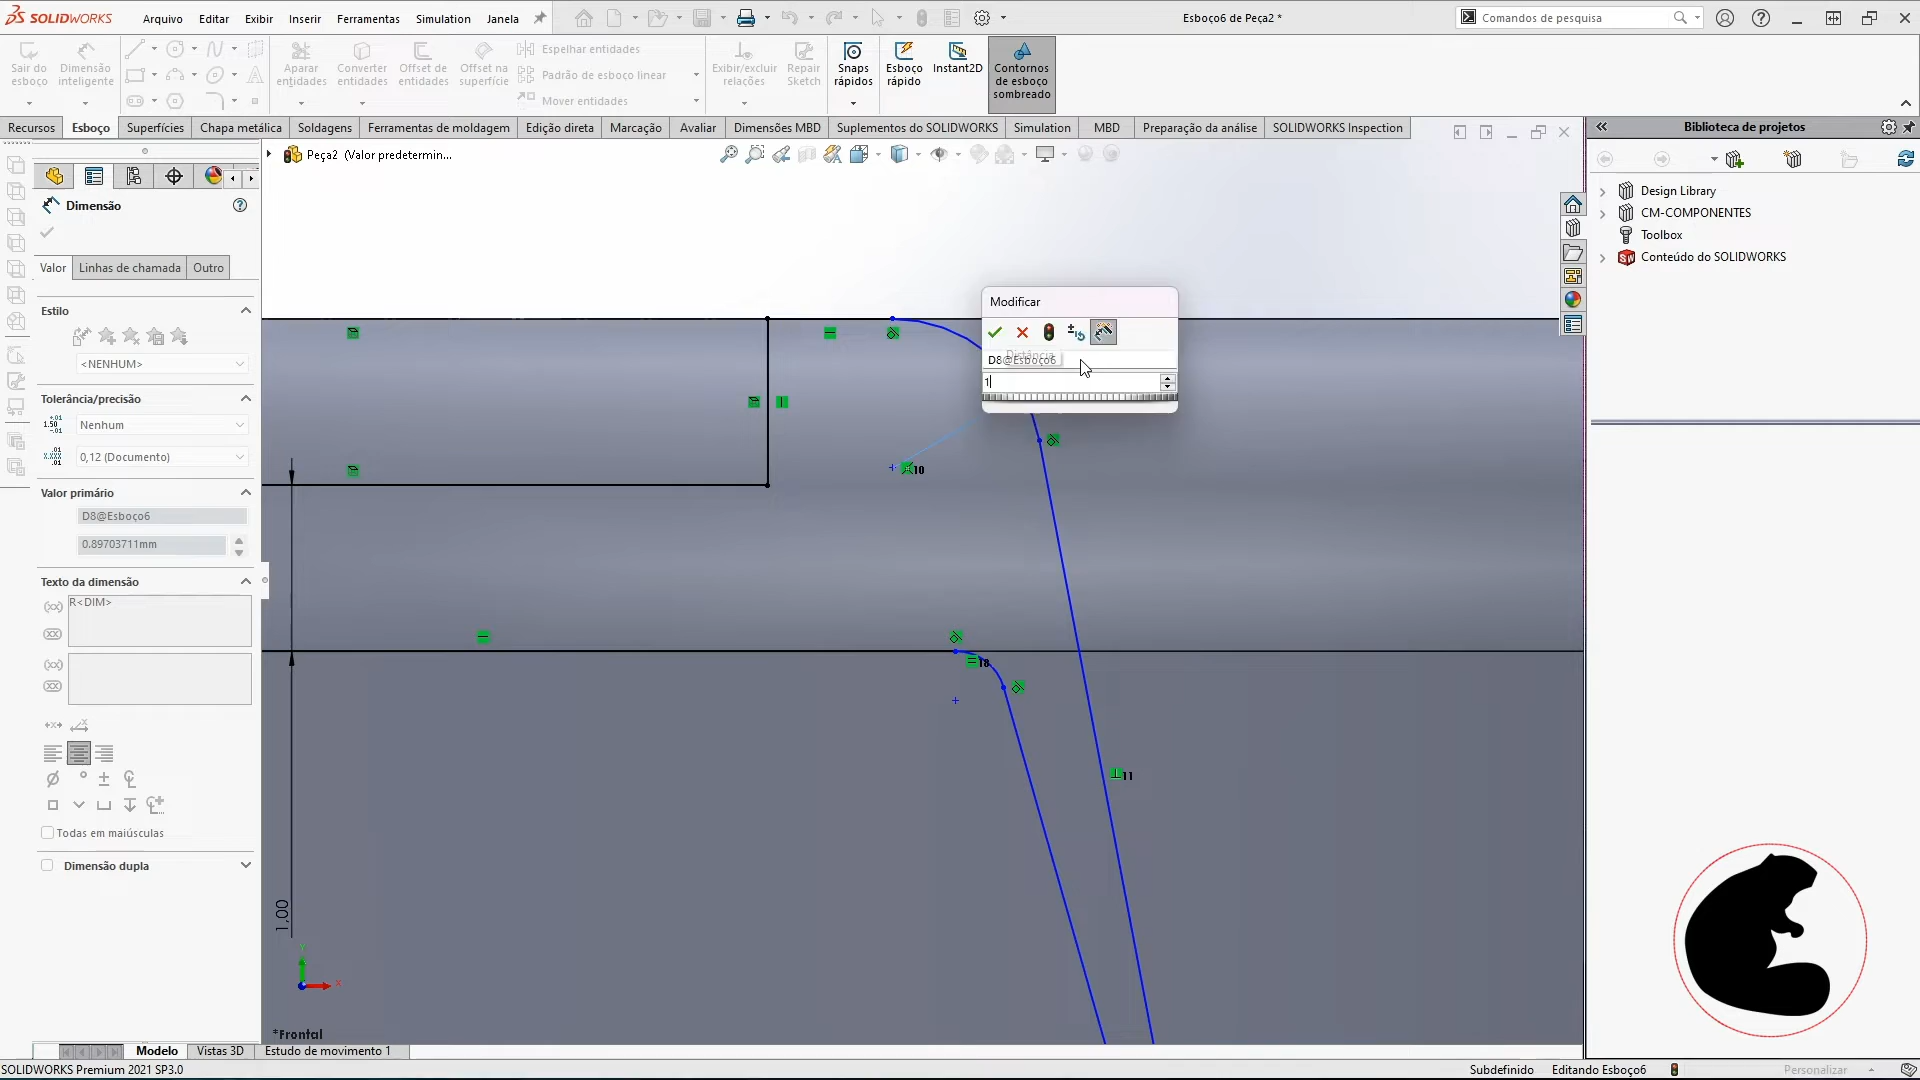 SOLIDWORKS Arquivo Editar Exibir Inserir Ferramentas Simulation Janela
Esboço6 de Peça2 *
Comandos de pesquisa
Sair do esboço
Dimensão inteligente
Aparar entidades
Converter entidades
Offset de entidades
Offset na superfície
Espelhar entidades
Padrão de esboço linear
Mover entidades
Exibir/excluir relações
Repair Sketch
Snaps rápidos
Esboço rápido
Instant2D
Contornos de esboço sombreado
Recursos Esboço Superfícies Chapa metálica Soldagens Ferramentas de moldagem Edição direta Marcação Avaliar Dimensões MBD Suplementos do SOLIDWORKS Simulation MBD Preparação da análise SOLIDWORKS Inspection
Biblioteca de projetos
Peça2 (Valor predetermin...
Design Library
CM-COMPONENTES
Toolbox
Conteúdo do SOLIDWORKS
Dimensão
Valor Linhas de chamada Outro
Estilo
<NENHUM>
Tolerância/precisão
Nenhum
0,12 (Documento)
Valor primário
D8@Esboço6
0.89703711mm
Texto da dimensão
R<DIM>
Todas em maiúsculas
Dimensão dupla
Modificar
D8@Esboço6
Distância
1
10
18
11
1,00
Y
X
*Frontal
Modelo Vistas 3D Estudo de movimento 1
SOLIDWORKS Premium 2021 SP3.0
Subdefinido Editando Esboço6 Personalizar